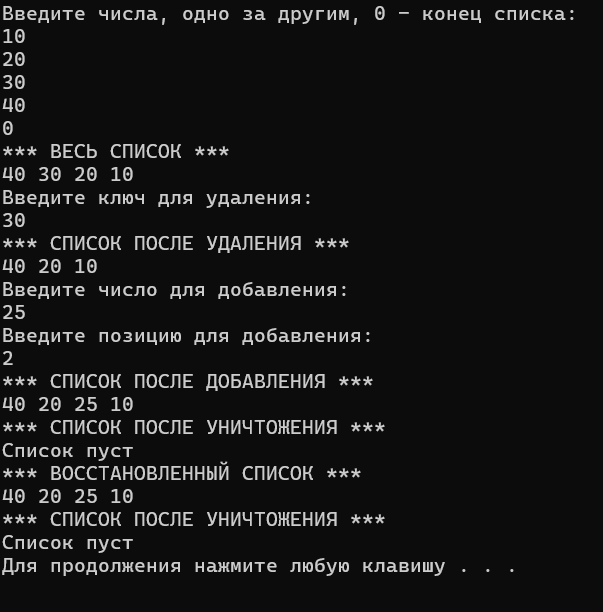 Введите числа, одно за другим, 0 - конец списка:
10
20
30
40
0
*** ВЕСЬ СПИСОК ***
40 30 20 10
Введите ключ для удаления:
30
*** СПИСОК ПОСЛЕ УДАЛЕНИЯ ***
40 20 10
Введите число для добавления:
25
Введите позицию для добавления:
2
*** СПИСОК ПОСЛЕ ДОБАВЛЕНИЯ ***
40 20 25 10
*** СПИСОК ПОСЛЕ УНИЧТОЖЕНИЯ ***
Список пуст
*** ВОССТАНОВЛЕННЫЙ СПИСОК ***
40 20 25 10
*** СПИСОК ПОСЛЕ УНИЧТОЖЕНИЯ ***
Список пуст
Для продолжения нажмите любую клавишу . . .